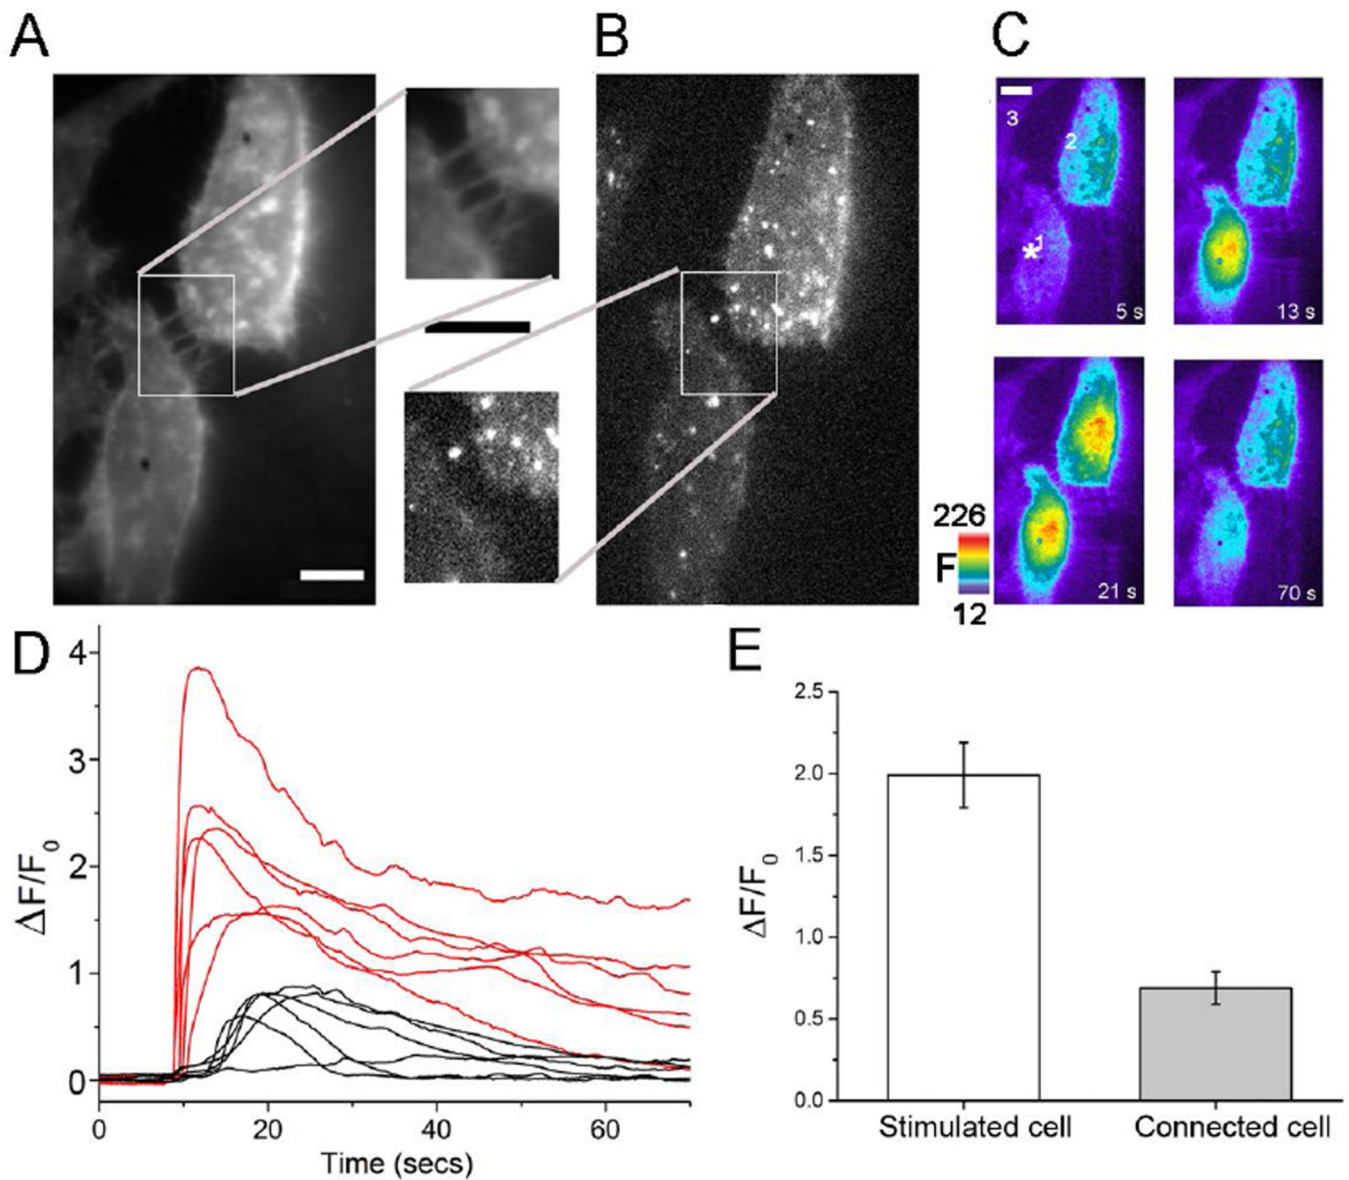 A
B
C
3
2
*1
5 s
13 s
21 s
70 s
226
F
12
D
4
3
2
1
0
ΔF/F0
0
20
40
60
Time (secs)
E
2.5
2.0
1.5
1.0
0.5
0.0
ΔF/F0
Stimulated cell
Connected cell